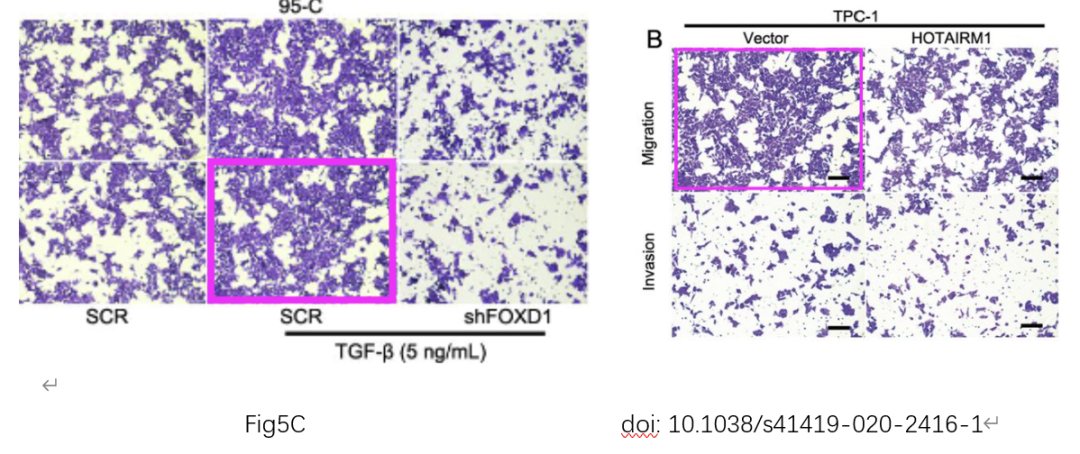 95-C
SCR
SCR
shFOXD1
TGF-β (5 ng/mL)
Fig5C
TPC-1
B
Vector
HOTAIRM1
Migration
Invasion
doi: 10.1038/s41419-020-2416-1